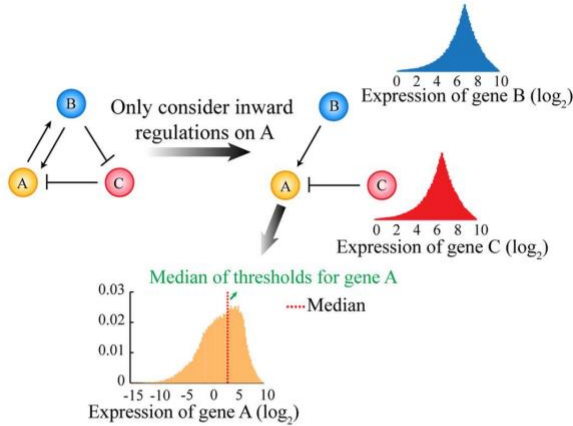 B
A
C
Only consider inward
regulations on A
B
A
C
0 2 4 6 8 10
Expression of gene B (log₂)
0 2 4 6 8 10
Expression of gene C (log₂)
Median of thresholds for gene A
0.03
0.02
0.01
0
Median
-15 -10 -5 0 5 10
Expression of gene A (log₂)